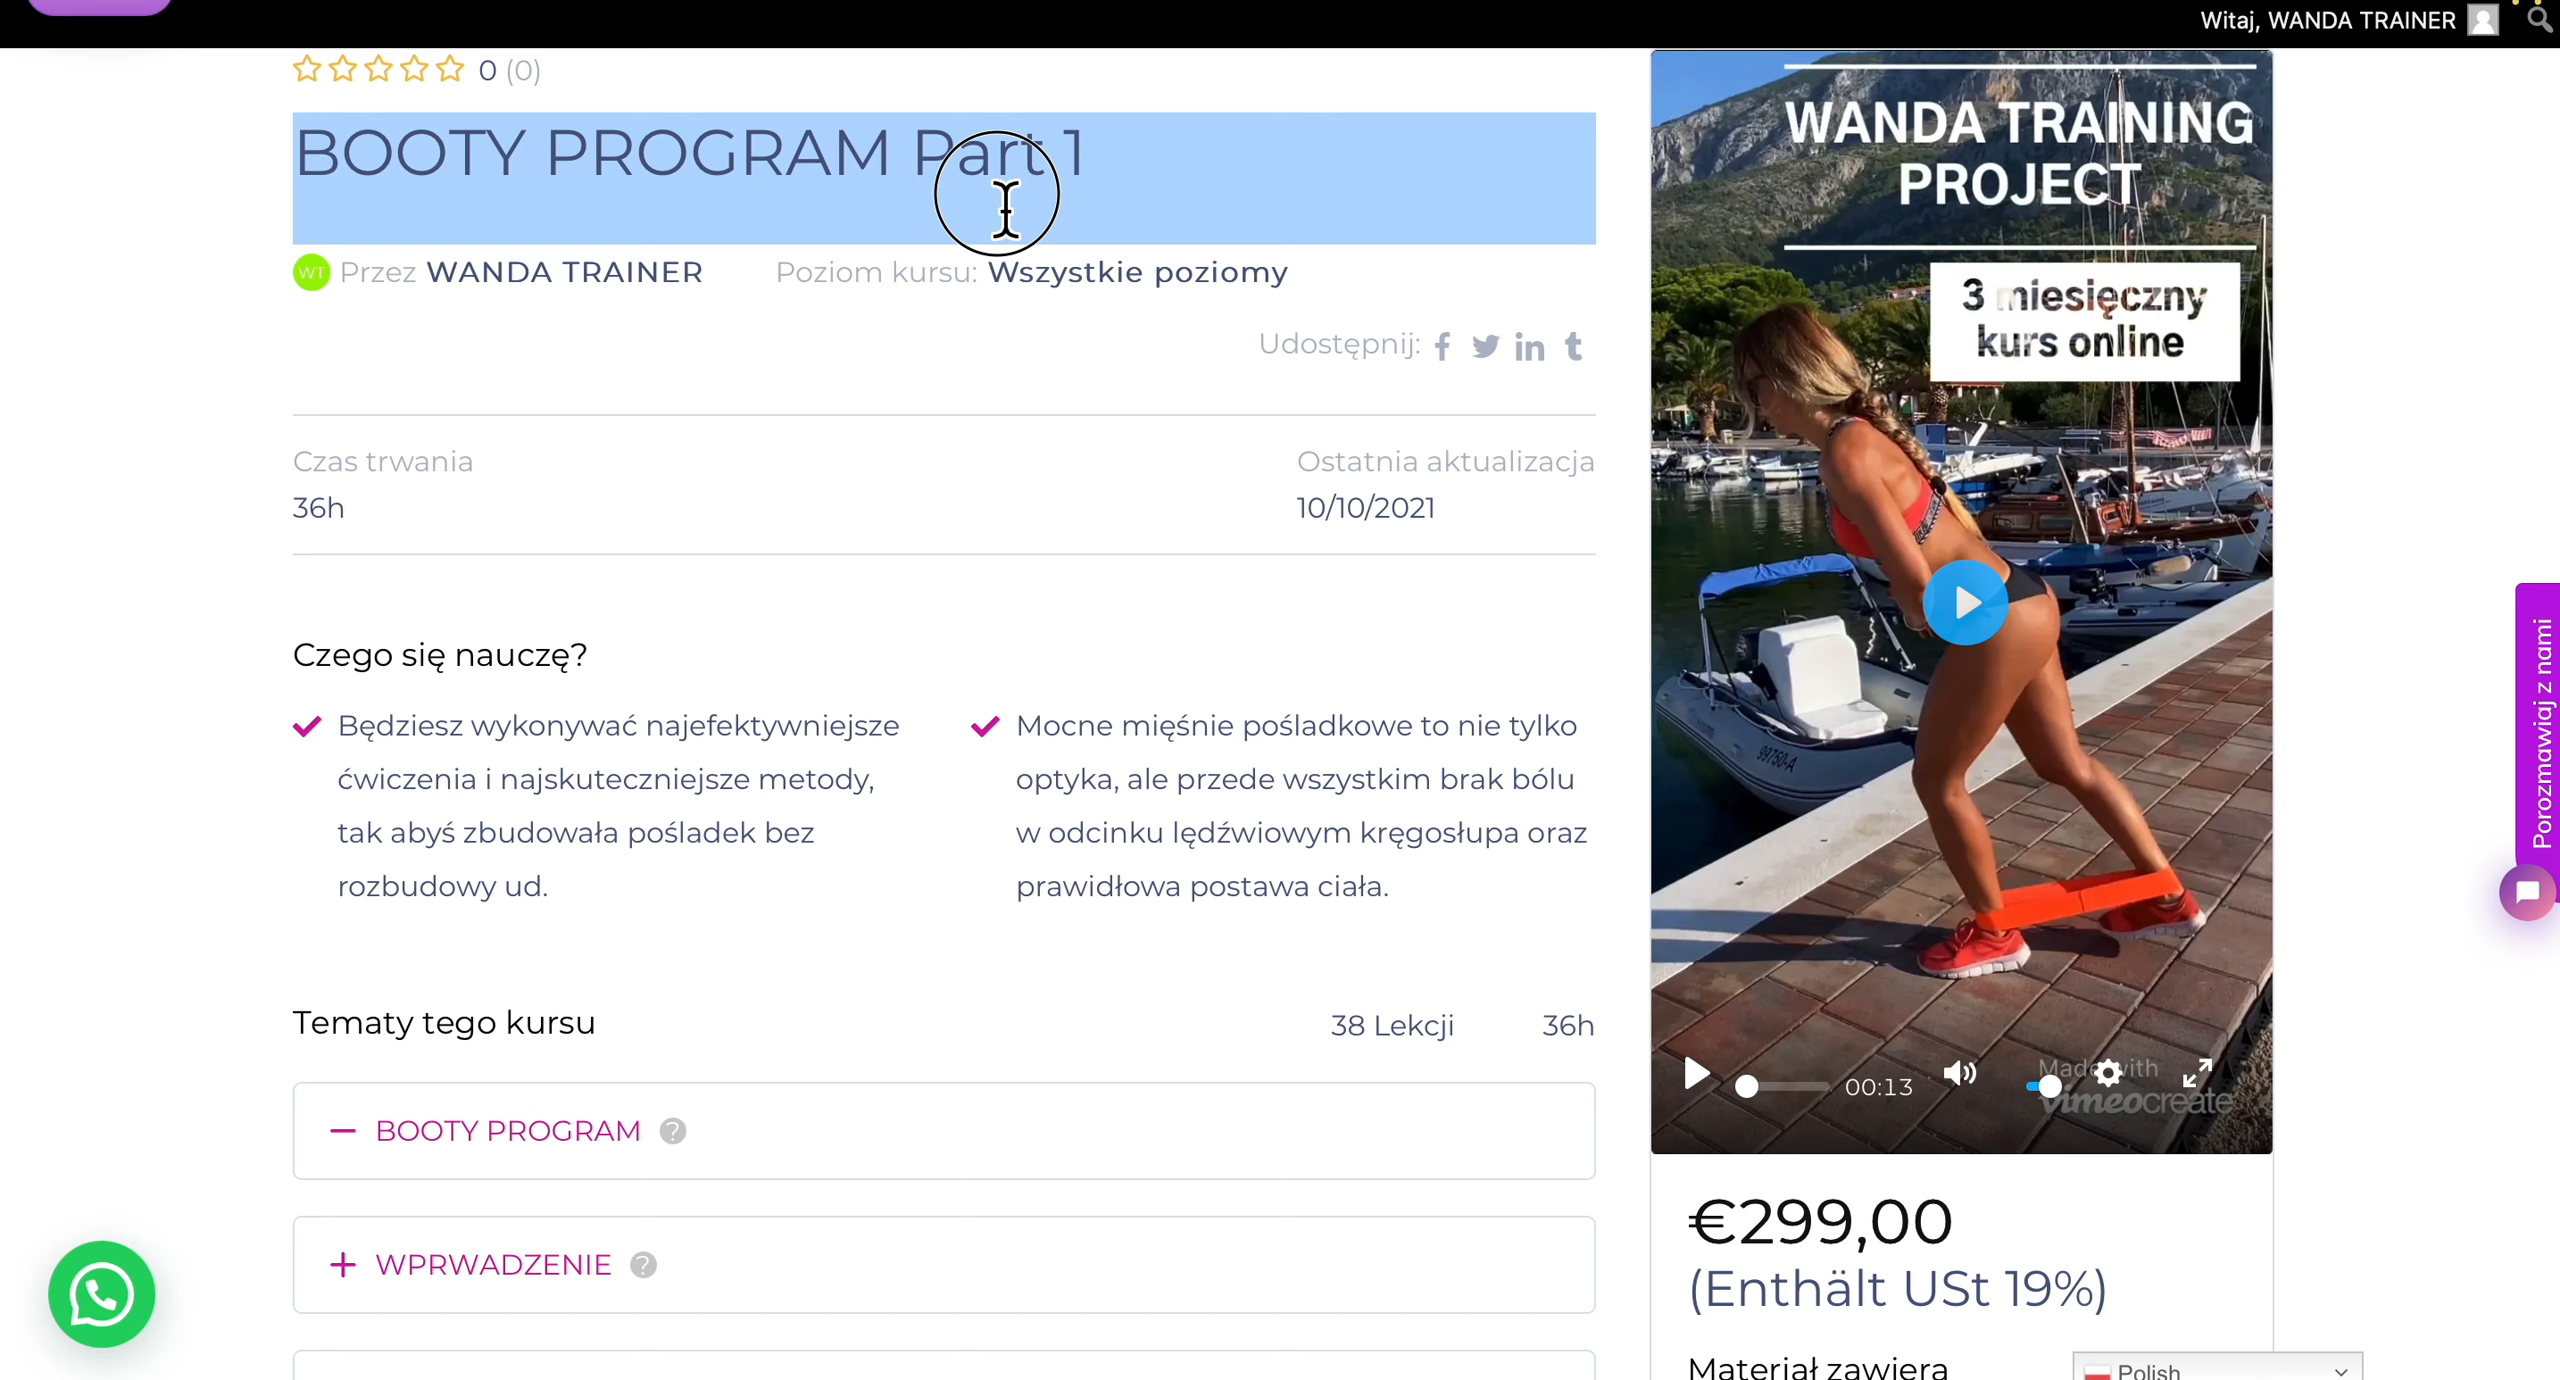 Witaj, WANDA TRAINER
0 (0)
BOOTY PROGRAM Part 1
WT Przez WANDA TRAINER Poziom kursu: Wszystkie poziomy
Udostępnij:
Czas trwania
36h
Ostatnia aktualizacja
10/10/2021
Czego się nauczę?
Będziesz wykonywać najefektywniejsze
ćwiczenia i najskuteczniejsze metody,
tak abyś zbudowała pośladek bez
rozbudowy ud.
Mocne mięśnie pośladkowe to nie tylko
optyka, ale przede wszystkim brak bólu
w odcinku lędźwiowym kręgosłupa oraz
prawidłowa postawa ciała.
Tematy tego kursu 38 Lekcji 36h
BOOTY PROGRAM ?
WPRWADZENIE ?
WANDA TRAINING
PROJECT
3 miesięczny
kurs online
99750-A
00:13
Made with
vimeocreate
€299,00
(Enthält USt 19%)
Materiał zawiera
Polish
Porozmawiaj z nami